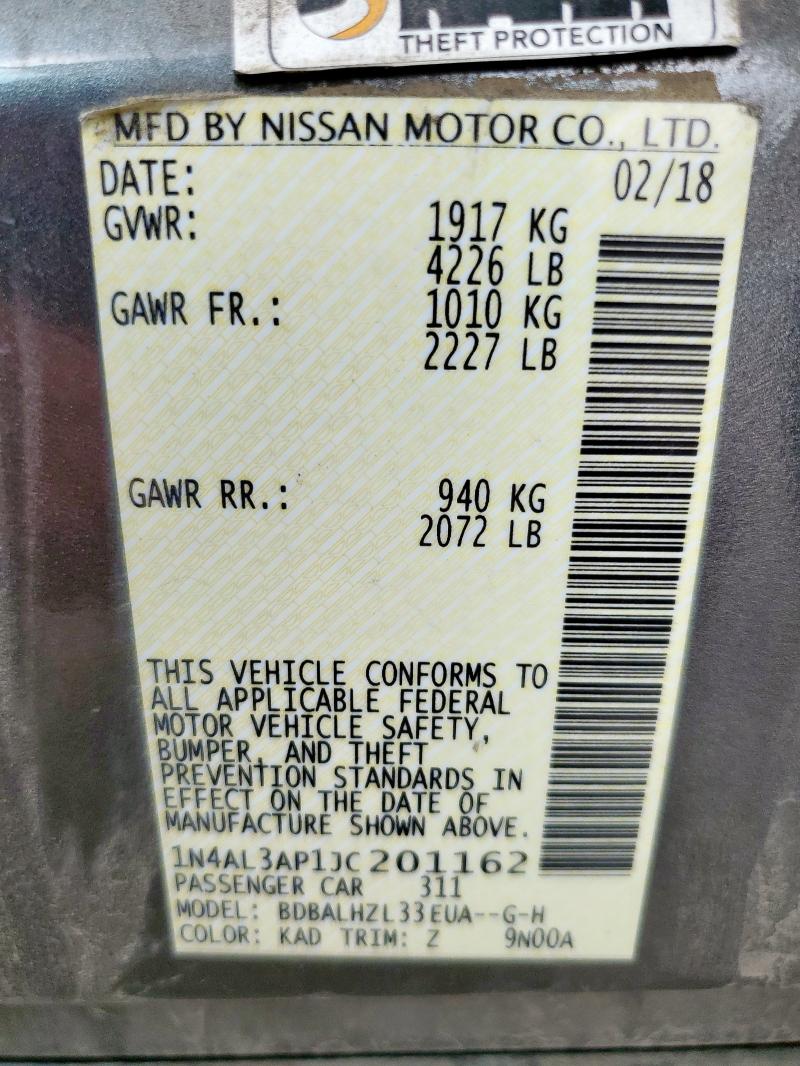 THEFT PROTECTION
MFD BY NISSAN MOTOR CO., LTD.
DATE: 02/18
GVWR: 1917 KG
4226 LB
GAWR FR.: 1010 KG
2227 LB
GAWR RR.: 940 KG
2072 LB
THIS VEHICLE CONFORMS TO
ALL APPLICABLE FEDERAL
MOTOR VEHICLE SAFETY,
BUMPER, AND THEFT
PREVENTION STANDARDS IN
EFFECT ON THE DATE OF
MANUFACTURE SHOWN ABOVE.
1N4AL3AP1JC201162
PASSENGER CAR 311
MODEL: BDBALHZL33EUA--G-H
COLOR: KAD TRIM: Z 9N00A